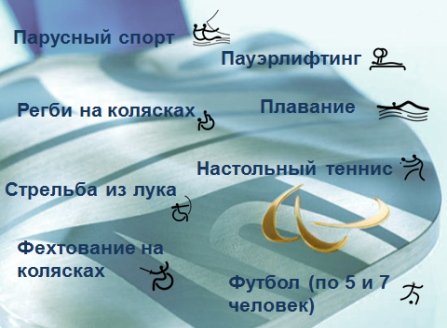 Парусный спорт
Пауэрлифтинг
Регби на колясках
Плавание
Настольный теннис
Стрельба из лука
Фехтование на
колясках
Футбол (по 5 и 7
человек)